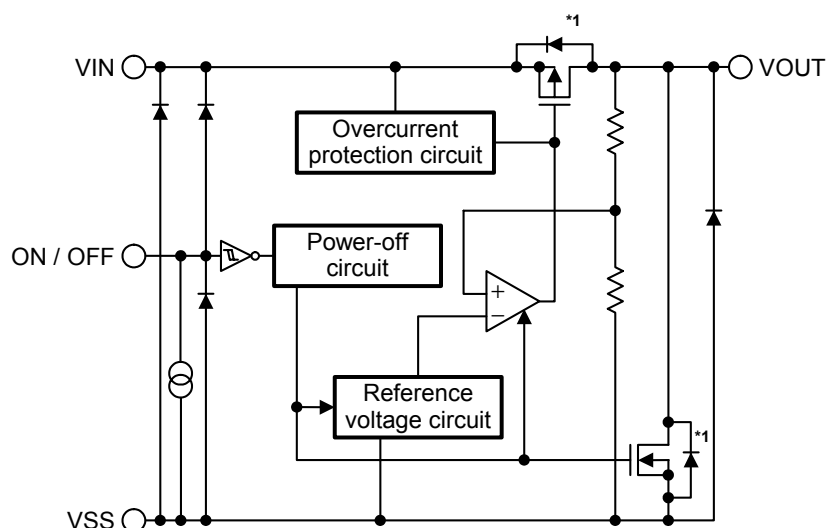 *1
VIN
VOUT
Overcurrent
protection circuit
ON / OFF
Power-off
circuit
+
−
Reference
voltage circuit
*1
VSS